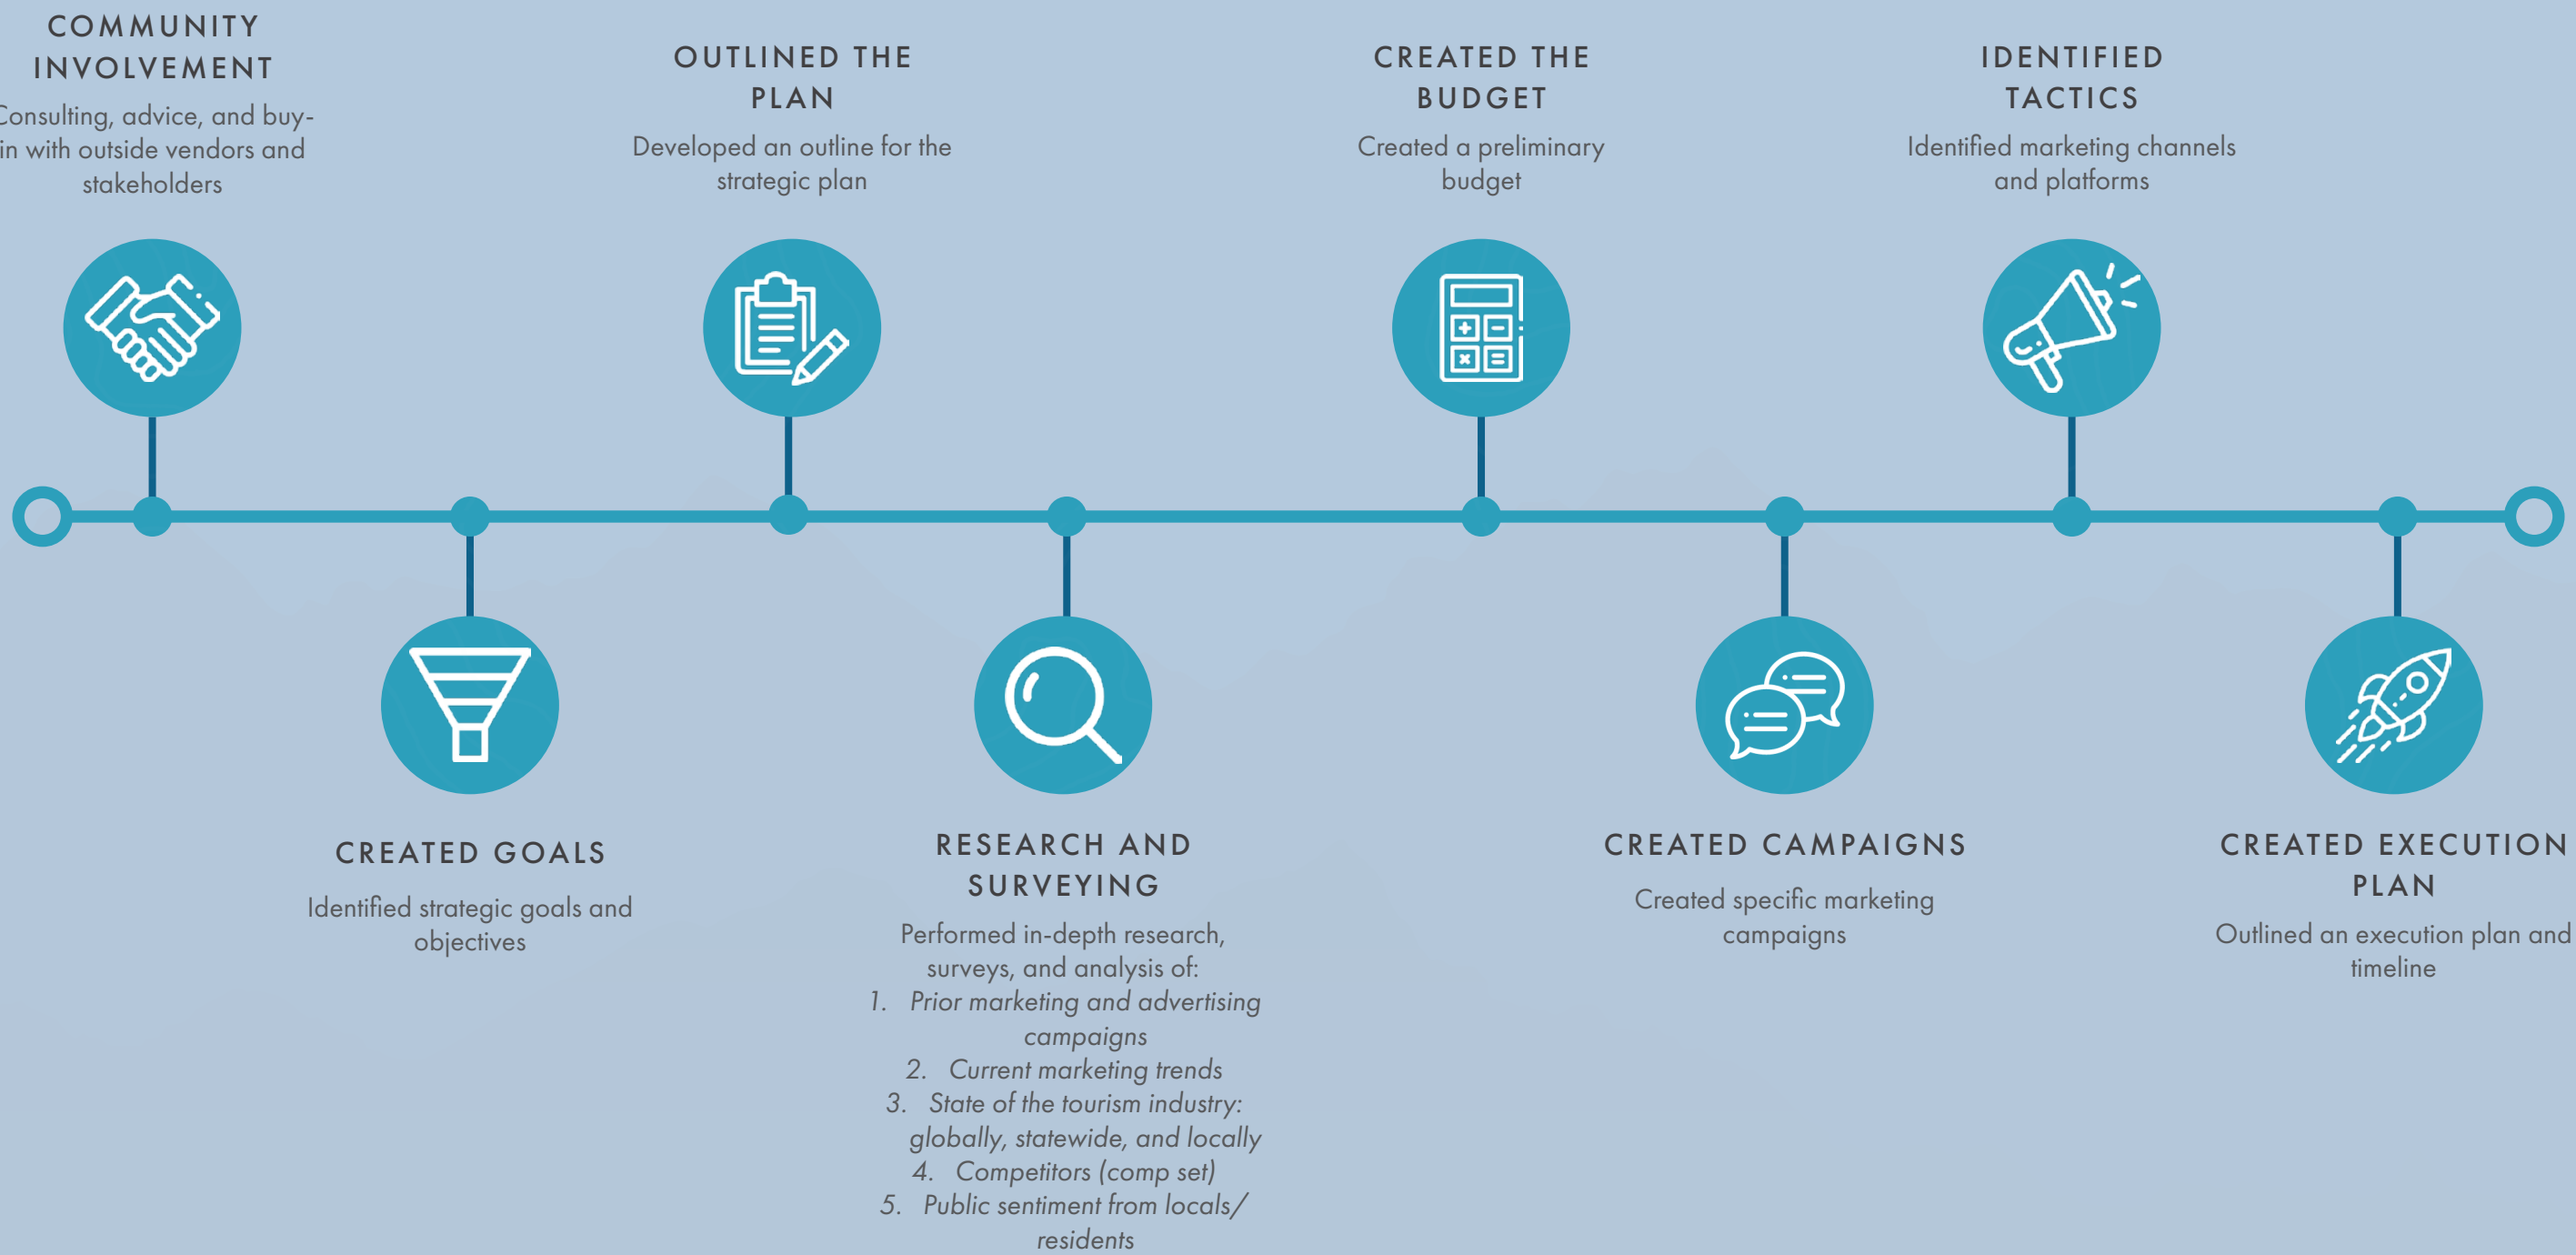 COMMUNITY
INVOLVEMENT
Consulting, advice, and buy-
in with outside vendors and
stakeholders
OUTLINED THE
PLAN
Developed an outline for the
strategic plan
CREATED THE
BUDGET
Created a preliminary
budget
IDENTIFIED
TACTICS
Identified marketing channels
and platforms
CREATED GOALS
Identified strategic goals and
objectives
RESEARCH AND
SURVEYING
Performed in-depth research,
surveys, and analysis of:
1. Prior marketing and advertising
campaigns
2. Current marketing trends
3. State of the tourism industry:
globally, statewide, and locally
4. Competitors (comp set)
5. Public sentiment from locals/
residents
CREATED CAMPAIGNS
Created specific marketing
campaigns
CREATED EXECUTION
PLAN
Outlined an execution plan and
timeline